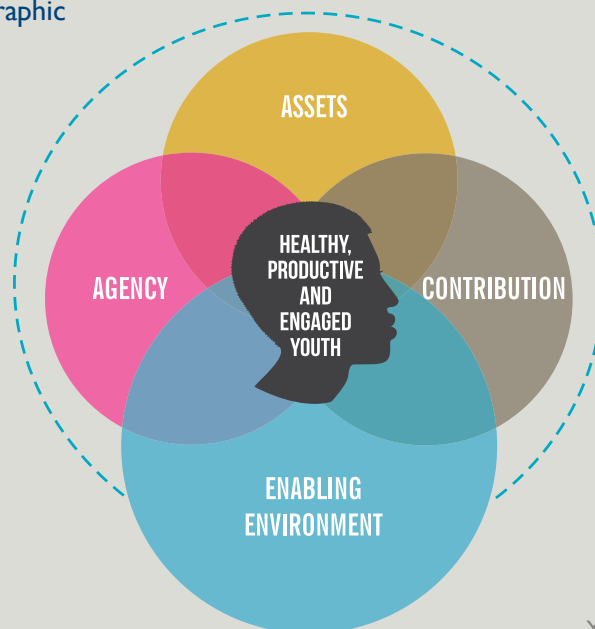 raphic
ASSETS
AGENCY
HEALTHY,
PRODUCTIVE
AND
ENGAGED
YOUTH
CONTRIBUTION
ENABLING
ENVIRONMENT